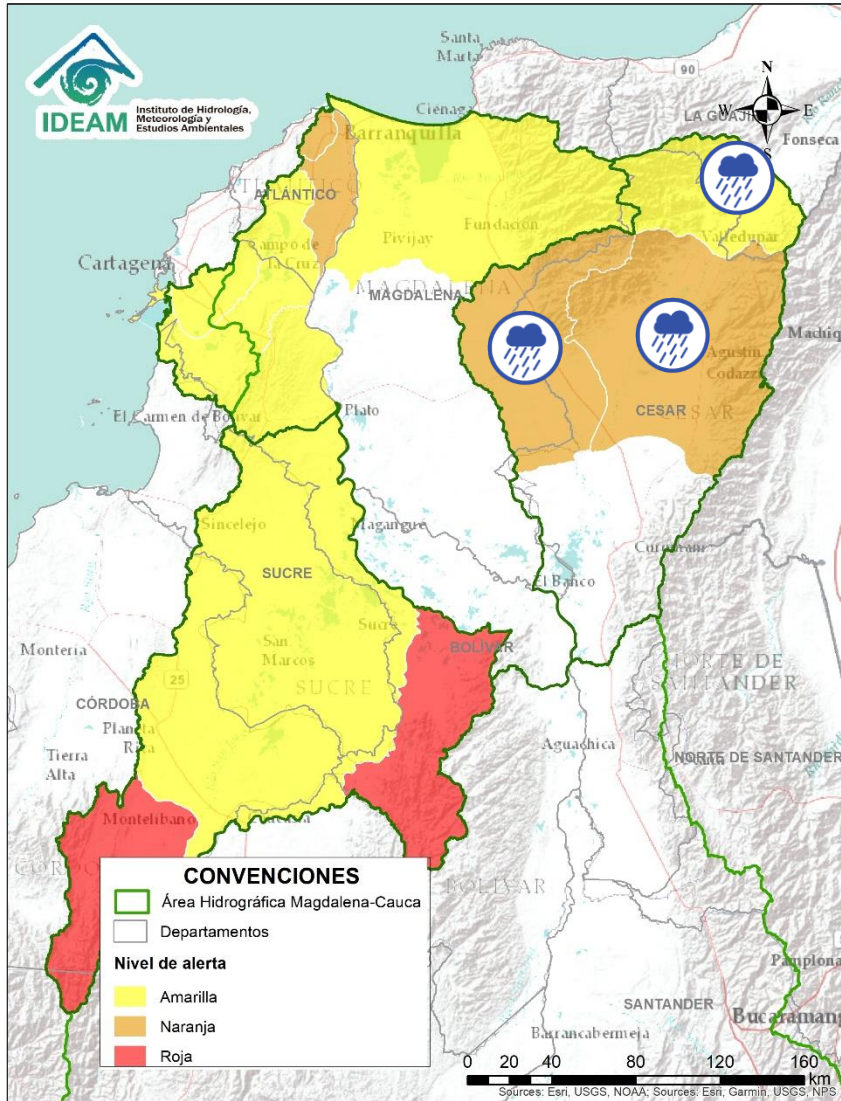 IDEAM
Instituto de Hidrología,
Meteorología y
Estudios Ambientales
Santa
Marta
90
N
W
E
S
LA GUAJIRA
Fonseca
Ciénaga
Barranquilla
ATLÁNTICO
Valledupar
Fundación
Pivijay
Campo de
la Cruz
Cartagena
MAGDALENA
MAGDALENA
Agustín
Codazzi
CESAR
CESAR
El Carmen de Bolívar
Plato
Sincelejo
Magangué
Curumaní
SUCRE
El Banco
Sucre
Montería
San
Marcos
BOLÍVAR
25
SUCRE
NORTE DE
SANTANDER
CÓRDOBA
Planeta
Rica
Tierra
Alta
Aguachica
NORTE DE SANTANDER
Montelíbano
BOLÍVAR
CONVENCIONES
Área Hidrográfica Magdalena-Cauca
Departamentos
Nivel de alerta
Amarilla
Naranja
Roja
Pamplona
SANTANDER
Bucaramang
Barrancabermeja
0 20 40 80 120 160
km
Sources: Esri, USGS, NOAA; Sources: Esri, Garmin, USGS, NPS